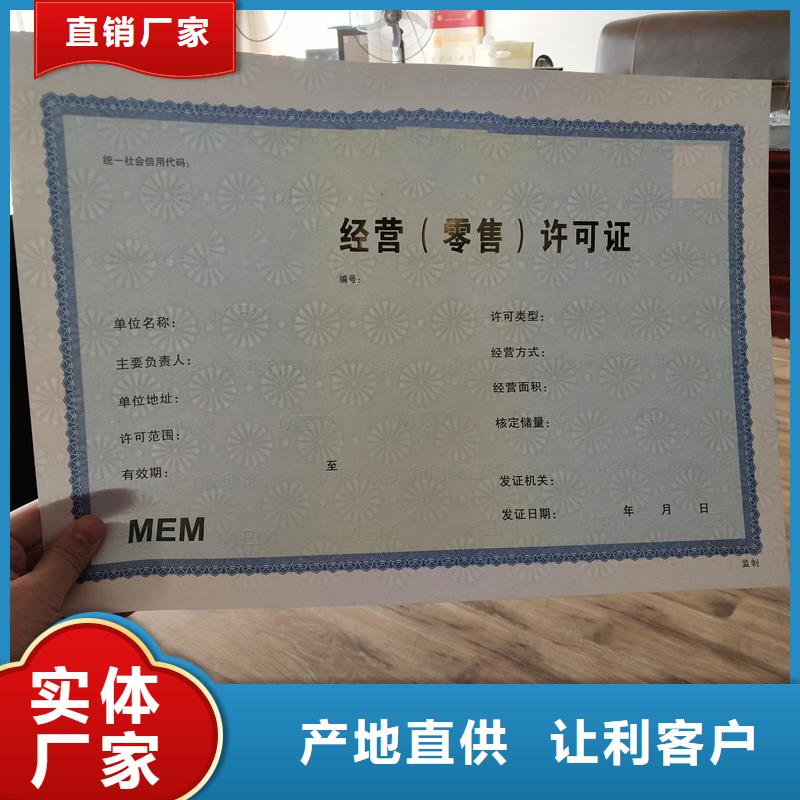 直销厂家
统一社会信用代码:
经营（零售）许可证
编号:
单位名称:
许可类型:
主要负责人:
经营方式:
单位地址:
经营面积:
许可范围:
核定储量:
有效期: 至
发证机关:
发证日期: 年 月 日
MEM
监制
实体
厂家
产地直供 让利客户